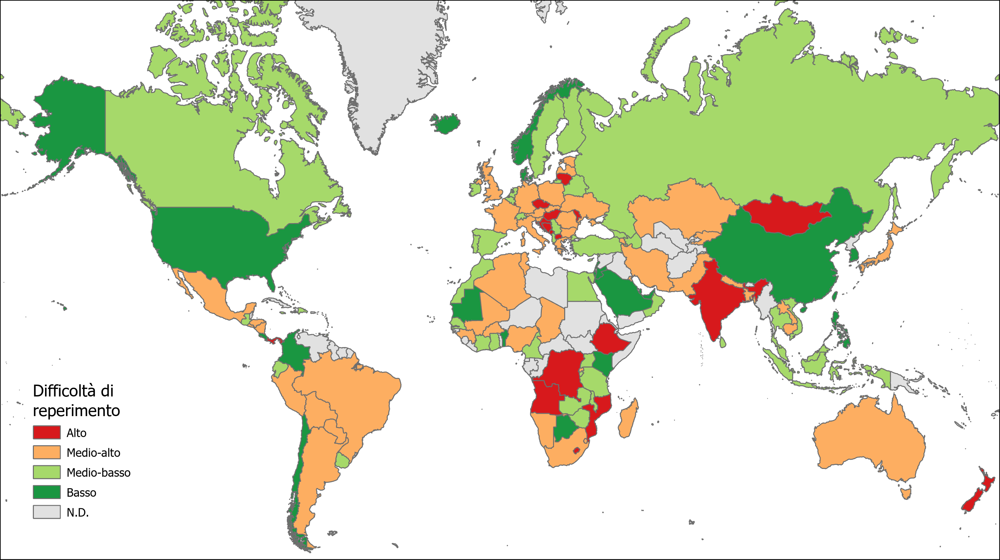 Difficoltà di
reperimento
Alto
Medio-alto
Medio-basso
Basso
N.D.